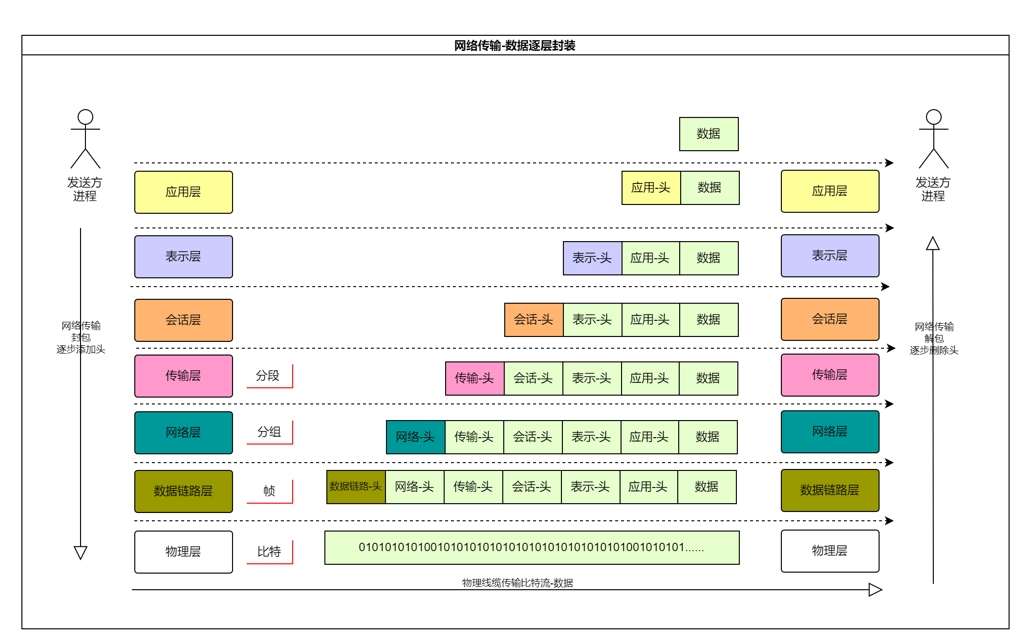 网络传输-数据逐层封装
数据
发送方
进程
发送方
进程
应用层
应用-头
数据
应用层
表示层
表示-头
应用-头
数据
表示层
会话层
会话-头
表示-头
应用-头
数据
会话层
网络传输
封包
逐步添加头
网络传输
解包
逐步删除头
传输层
分段
传输-头
会话-头
表示-头
应用-头
数据
传输层
网络层
分组
网络-头
传输-头
会话-头
表示-头
应用-头
数据
网络层
数据链路层
帧
数据链路-头
网络-头
传输-头
会话-头
表示-头
应用-头
数据
数据链路层
物理层
比特
0101010101001010101010101010101010101010101001010101......
物理层
物理线缆传输比特流-数据